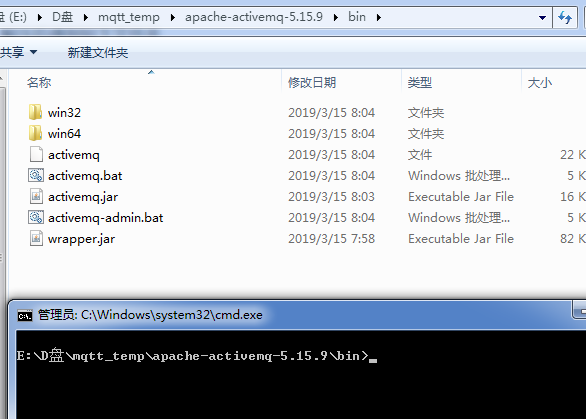 盘 (E:) ▸ D盘 ▸ mqtt_temp ▸ apache-activemq-5.15.9 ▸ bin ▸
共享 新建文件夹
名称 修改日期 类型 大小
win32 2019/3/15 8:04 文件夹
win64 2019/3/15 8:04 文件夹
activemq 2019/3/15 8:04 文件 22 K
activemq.bat 2019/3/15 8:04 Windows 批处理... 5 K
activemq.jar 2019/3/15 8:03 Executable Jar File 16 K
activemq-admin.bat 2019/3/15 8:04 Windows 批处理... 5 K
wrapper.jar 2019/3/15 7:58 Executable Jar File 82 K
管理员: C:\Windows\system32\cmd.exe
E:\D盘\mqtt_temp\apache-activemq-5.15.9\bin>